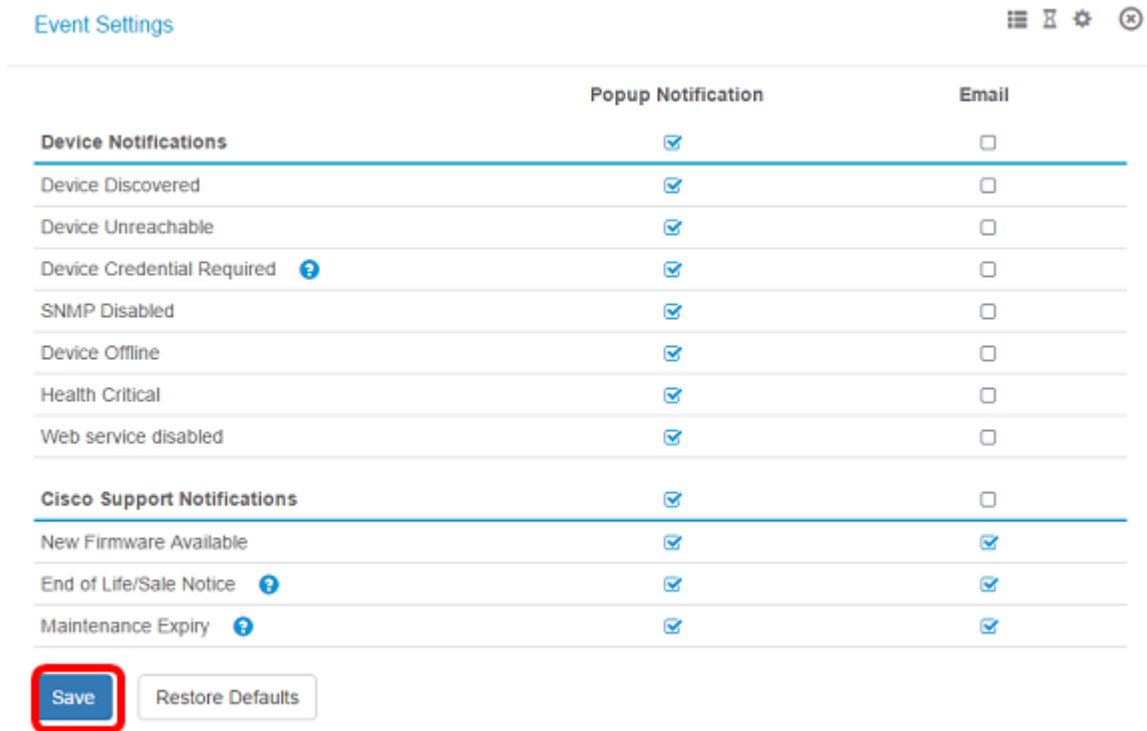 Event Settings
Popup Notification Email
Device Notifications
Device Discovered
Device Unreachable
Device Credential Required ?
SNMP Disabled
Device Offline
Health Critical
Web service disabled
Cisco Support Notifications
New Firmware Available
End of Life/Sale Notice ?
Maintenance Expiry ?
Save Restore Defaults